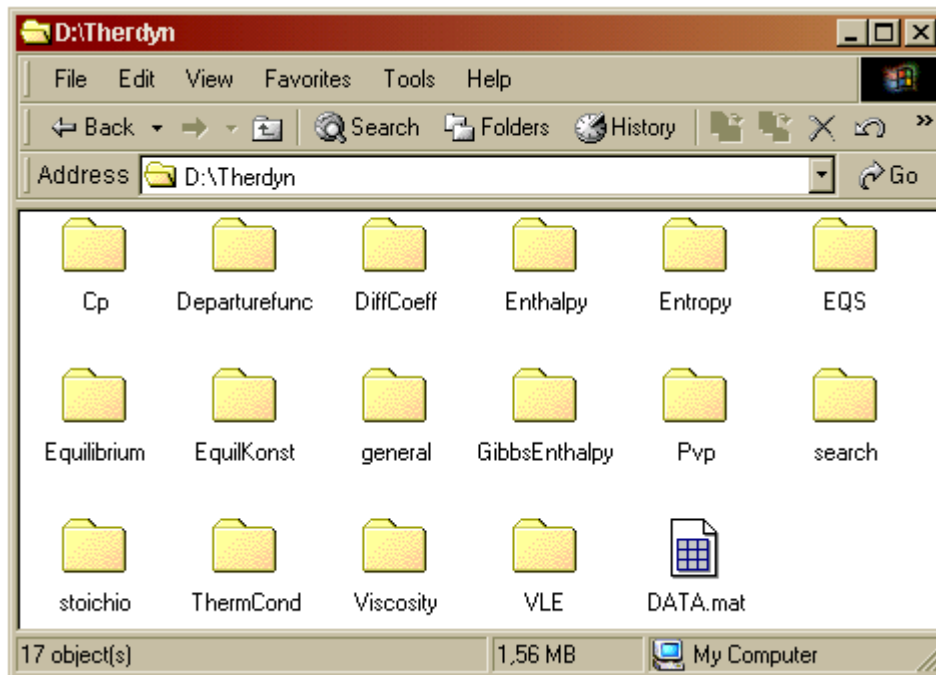 D:\Therdyn
File Edit View Favorites Tools Help
Back Search Folders History »
Address D:\Therdyn Go
Cp Departurefunc DiffCoeff Enthalpy Entropy EQS
Equilibrium EquilKonst general GibbsEnthalpy Pvp search
stoichio ThermCond Viscosity VLE DATA.mat
17 object(s) 1,56 MB My Computer